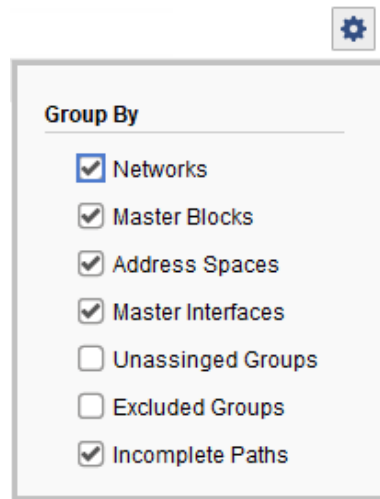 Group By
Networks
Master Blocks
Address Spaces
Master Interfaces
Unassinged Groups
Excluded Groups
Incomplete Paths